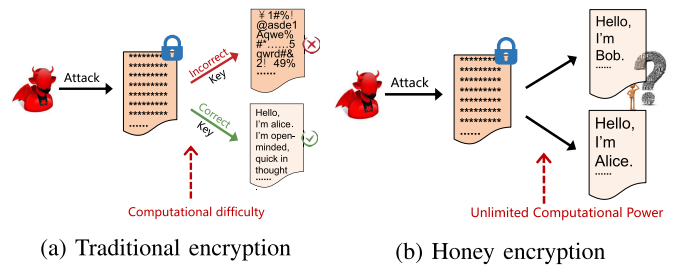 Attack
********
********
********
********
********
********
********
......
Incorrect
Key
Correct
Key
￥1#%!
@asde1
Aqwe%
#*......5
qwrd#&
2! 49%
......
Hello,
I'm alice.
I'm open-
minded,
quick in
thought
......
.
Computational difficulty
(a) Traditional encryption
Attack
********
********
********
********
********
********
********
......
Hello,
I'm
Bob.
......
?
Hello,
I'm
Alice.
......
Unlimited Computational Power
(b) Honey encryption